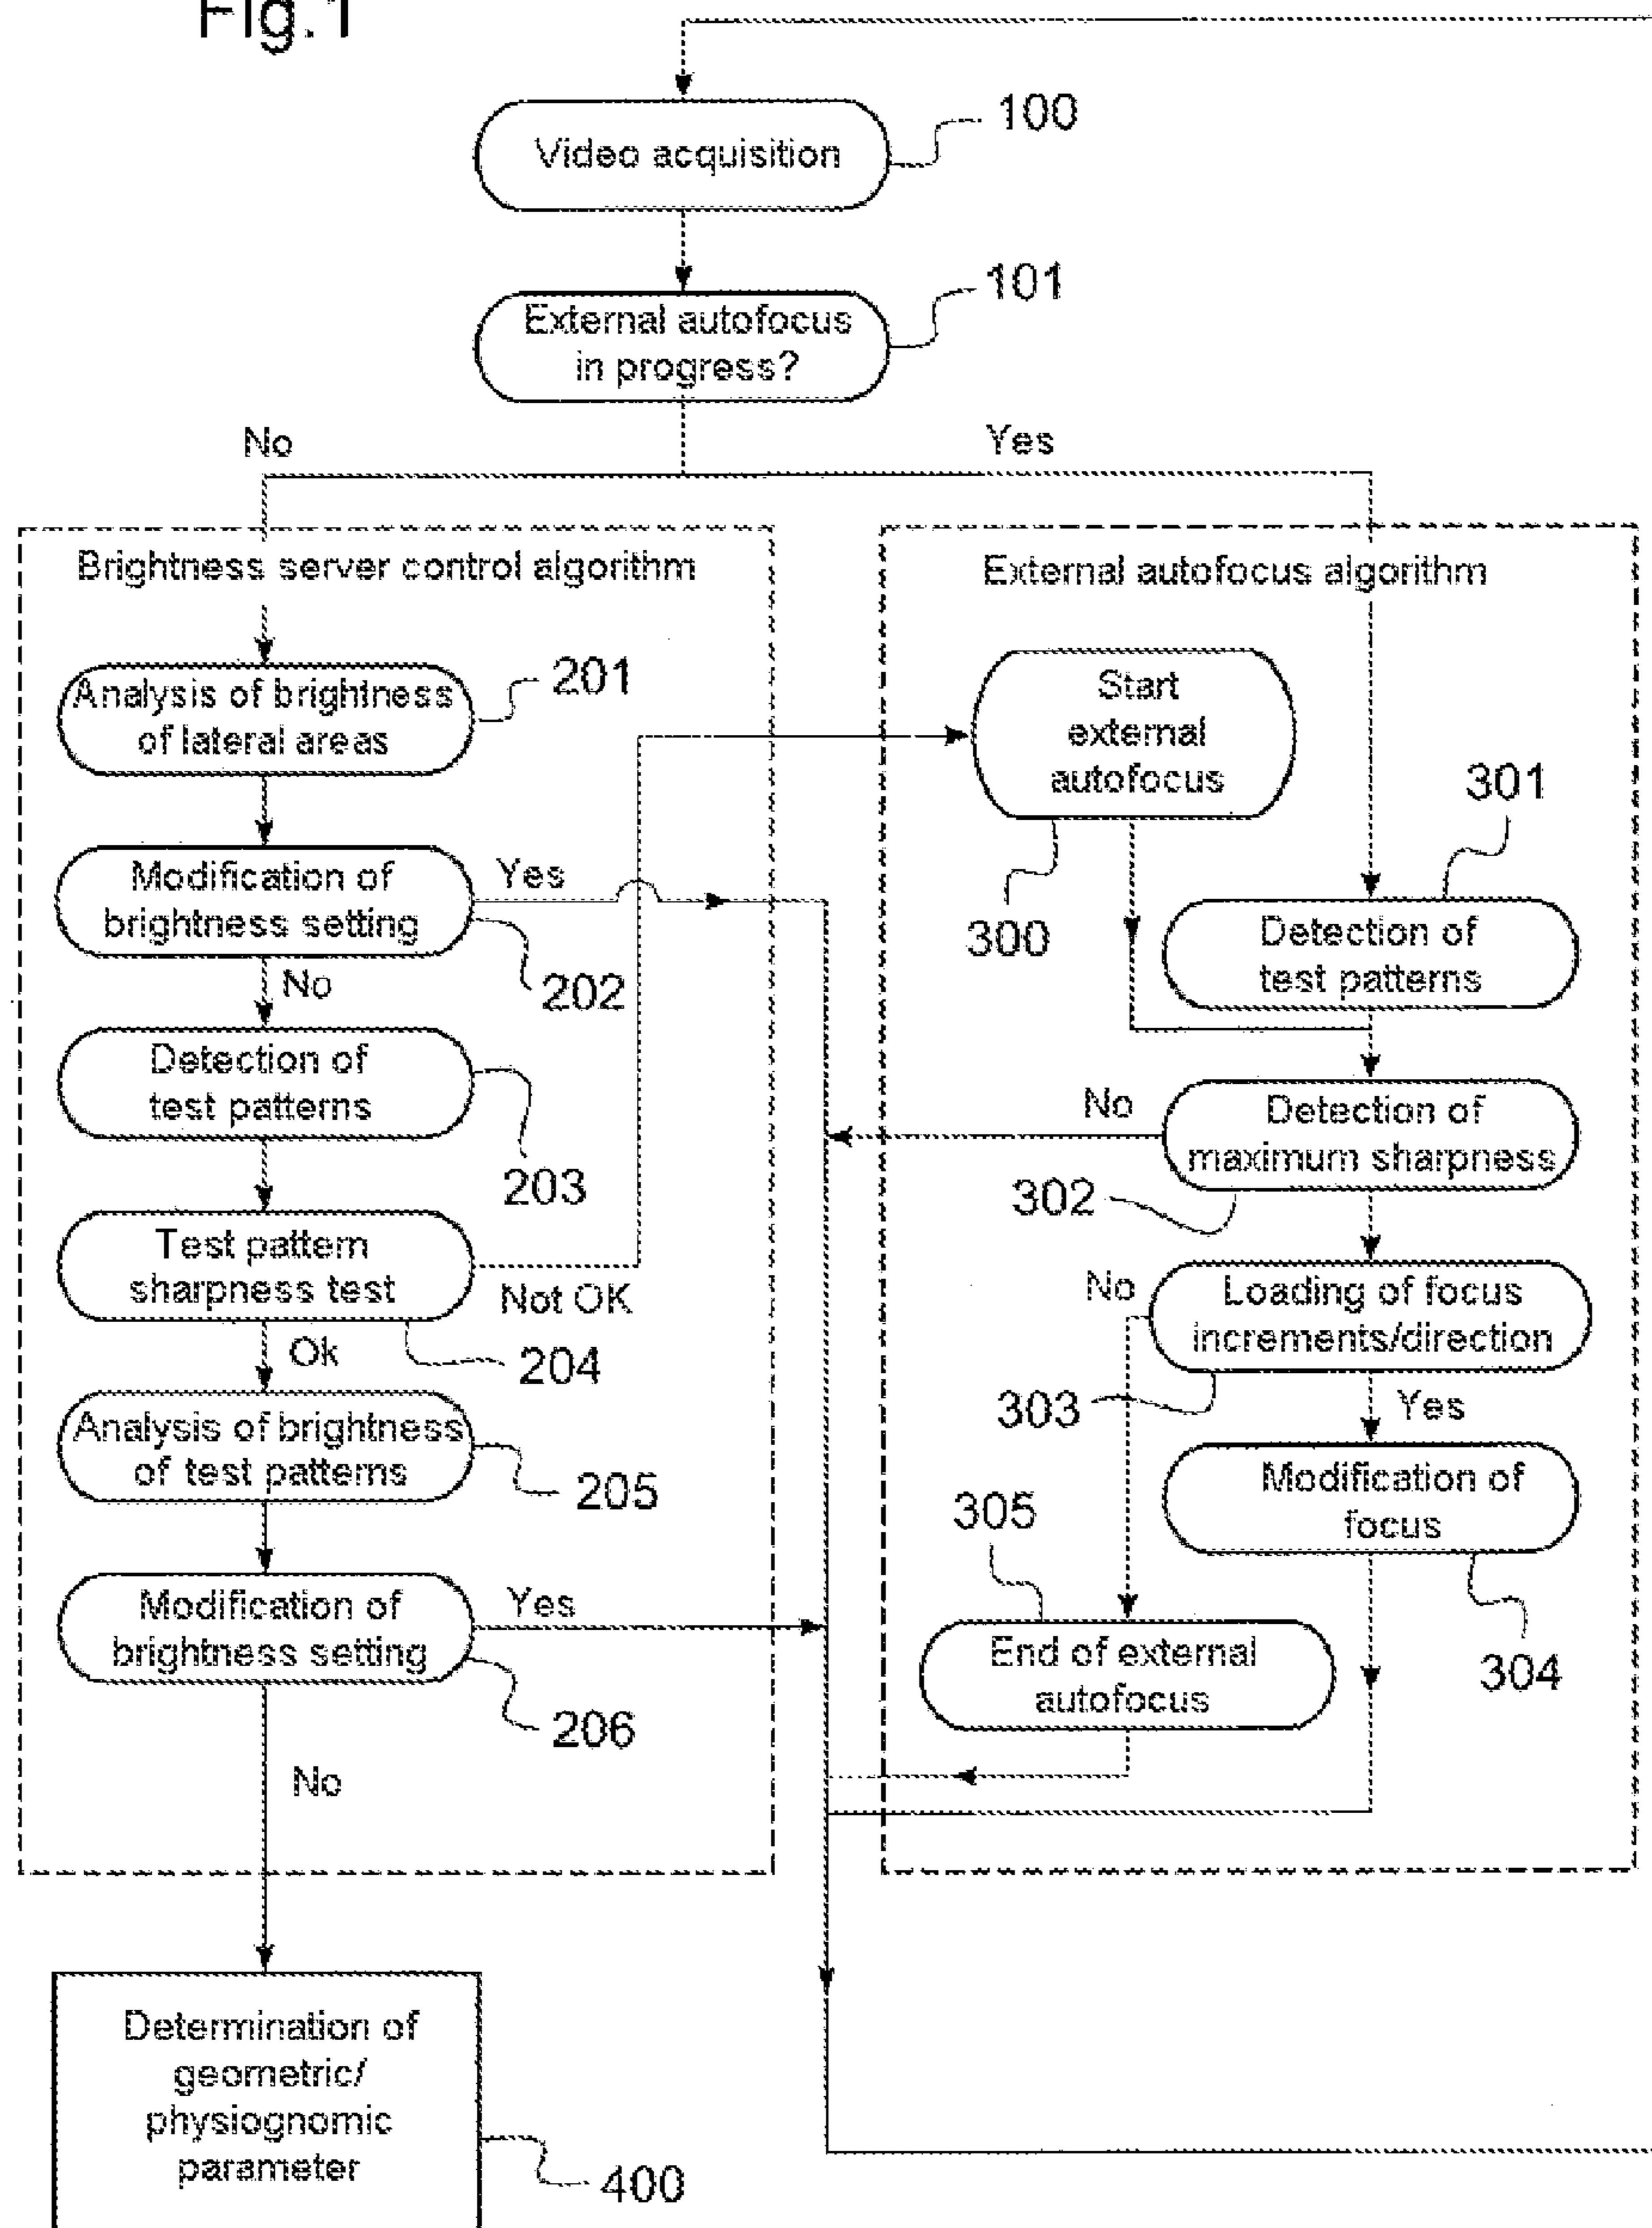 Fig.1
Video acquisition
100
External autofocus
in progress?
101
No
Yes
Brightness server control algorithm
External autofocus algorithm
Analysis of brightness
of lateral areas
201
Start
external
autofocus
300
301
Modification of
brightness setting
Yes
202
No
Detection of
test patterns
Detection of
test patterns
203
No
Detection of
maximum sharpness
302
Test pattern
sharpness test
Not OK
204
Ok
No
Loading of focus
increments/direction
303
Yes
Analysis of brightness
of test patterns
205
Modification of
focus
304
305
End of external
autofocus
Modification of
brightness setting
Yes
206
No
Determination of
geometric/
physiognomic
parameter
400